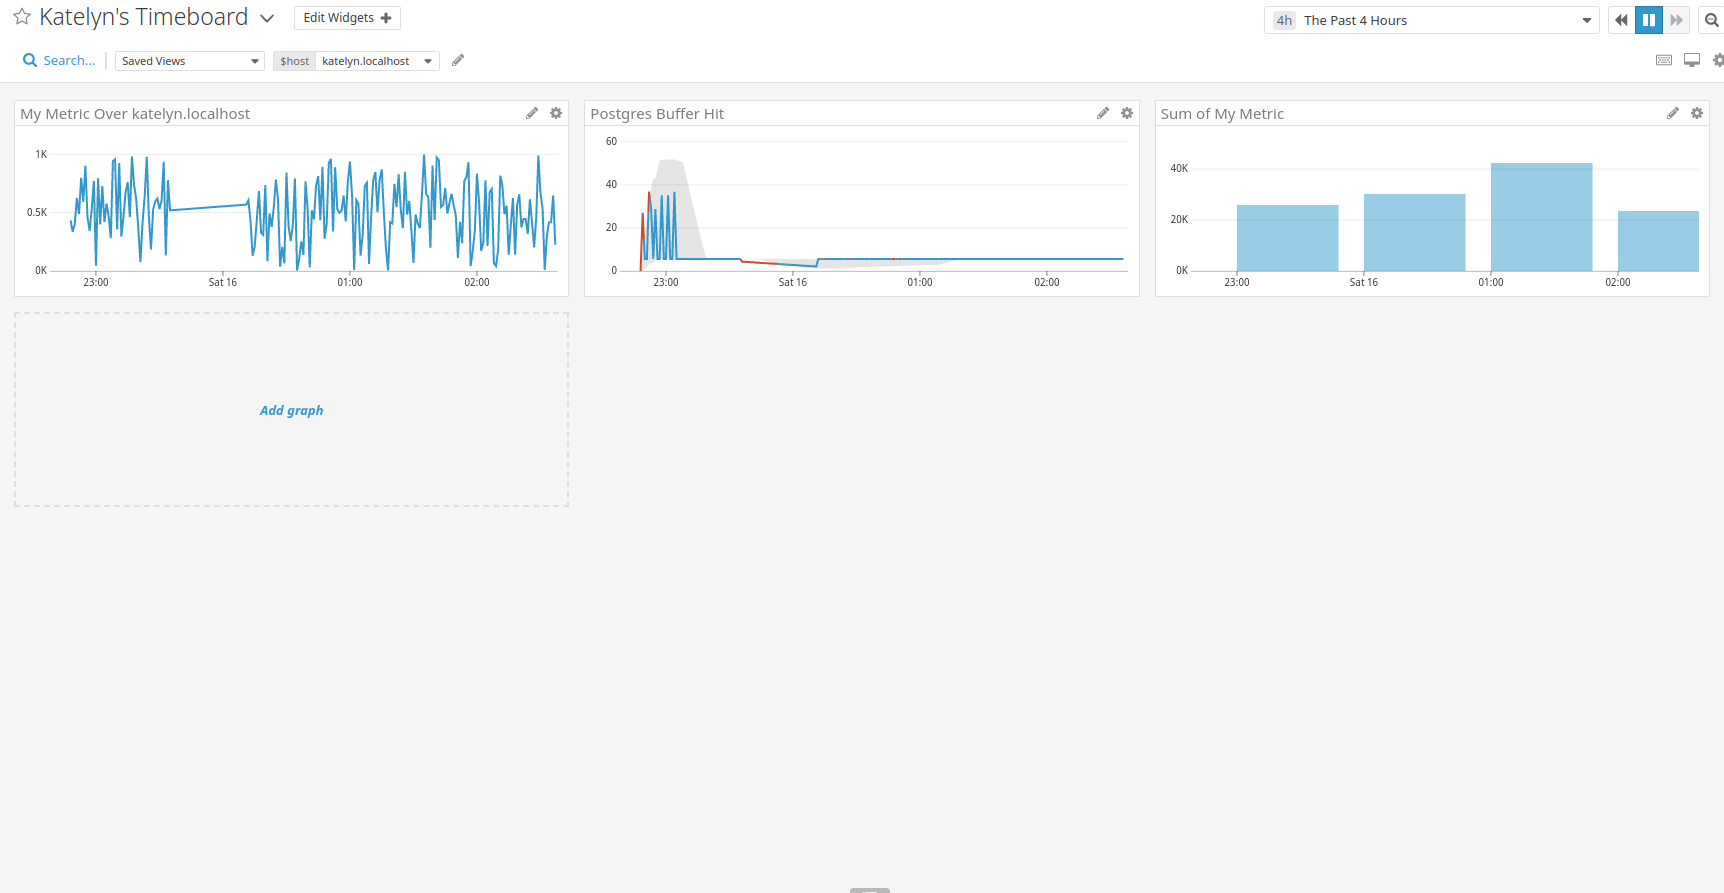 Katelyn's Timeboard
Edit Widgets
4h The Past 4 Hours
Search...
Saved Views
$host katelyn.localhost
My Metric Over katelyn.localhost
1K
0.5K
0K
23:00 Sat 16 01:00 02:00
Postgres Buffer Hit
60
40
20
0
23:00 Sat 16 01:00 02:00
Sum of My Metric
40K
20K
0K
23:00 Sat 16 01:00 02:00
Add graph